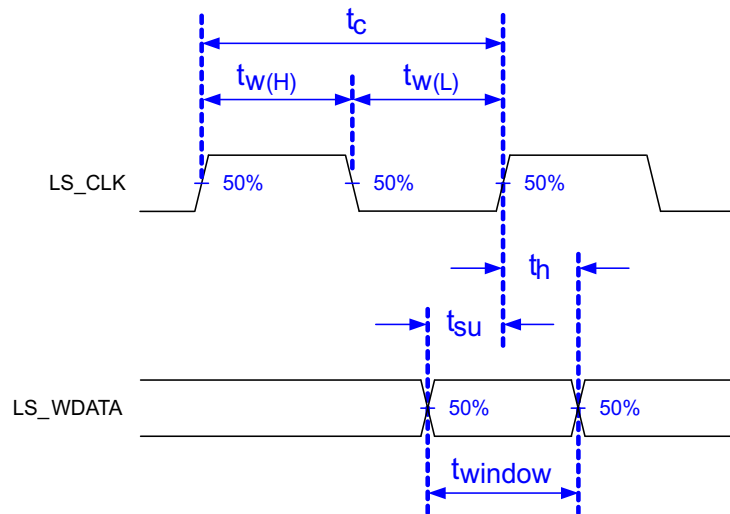 tc
tw(H) tw(L)
LS_CLK 50% 50% 50%
th
tsu
LS_WDATA 50% 50%
twindow